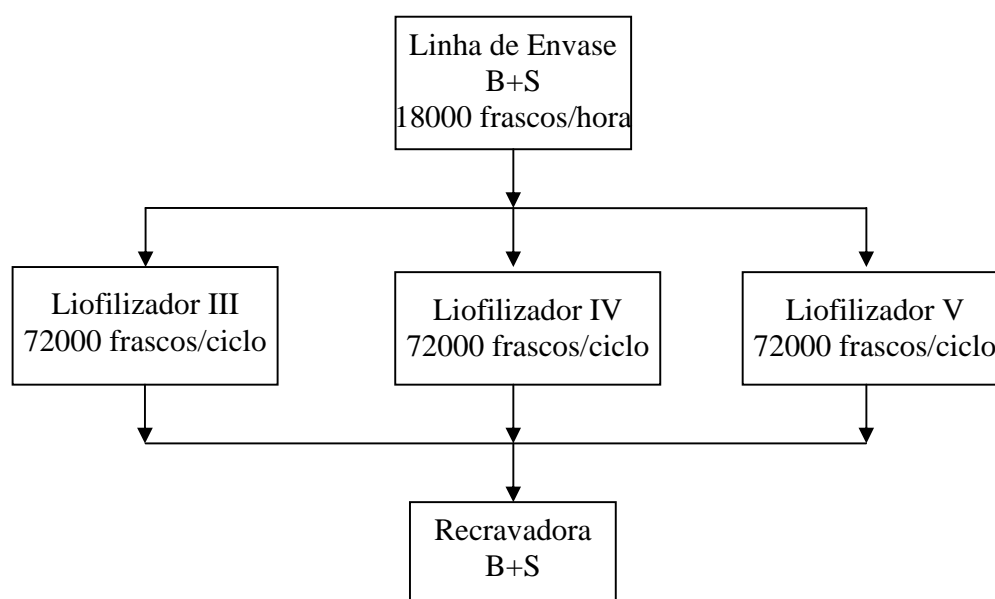 Linha de Envase
B+S
18000 frascos/hora
Liofilizador III
72000 frascos/ciclo
Liofilizador IV
72000 frascos/ciclo
Liofilizador V
72000 frascos/ciclo
Recravadora
B+S